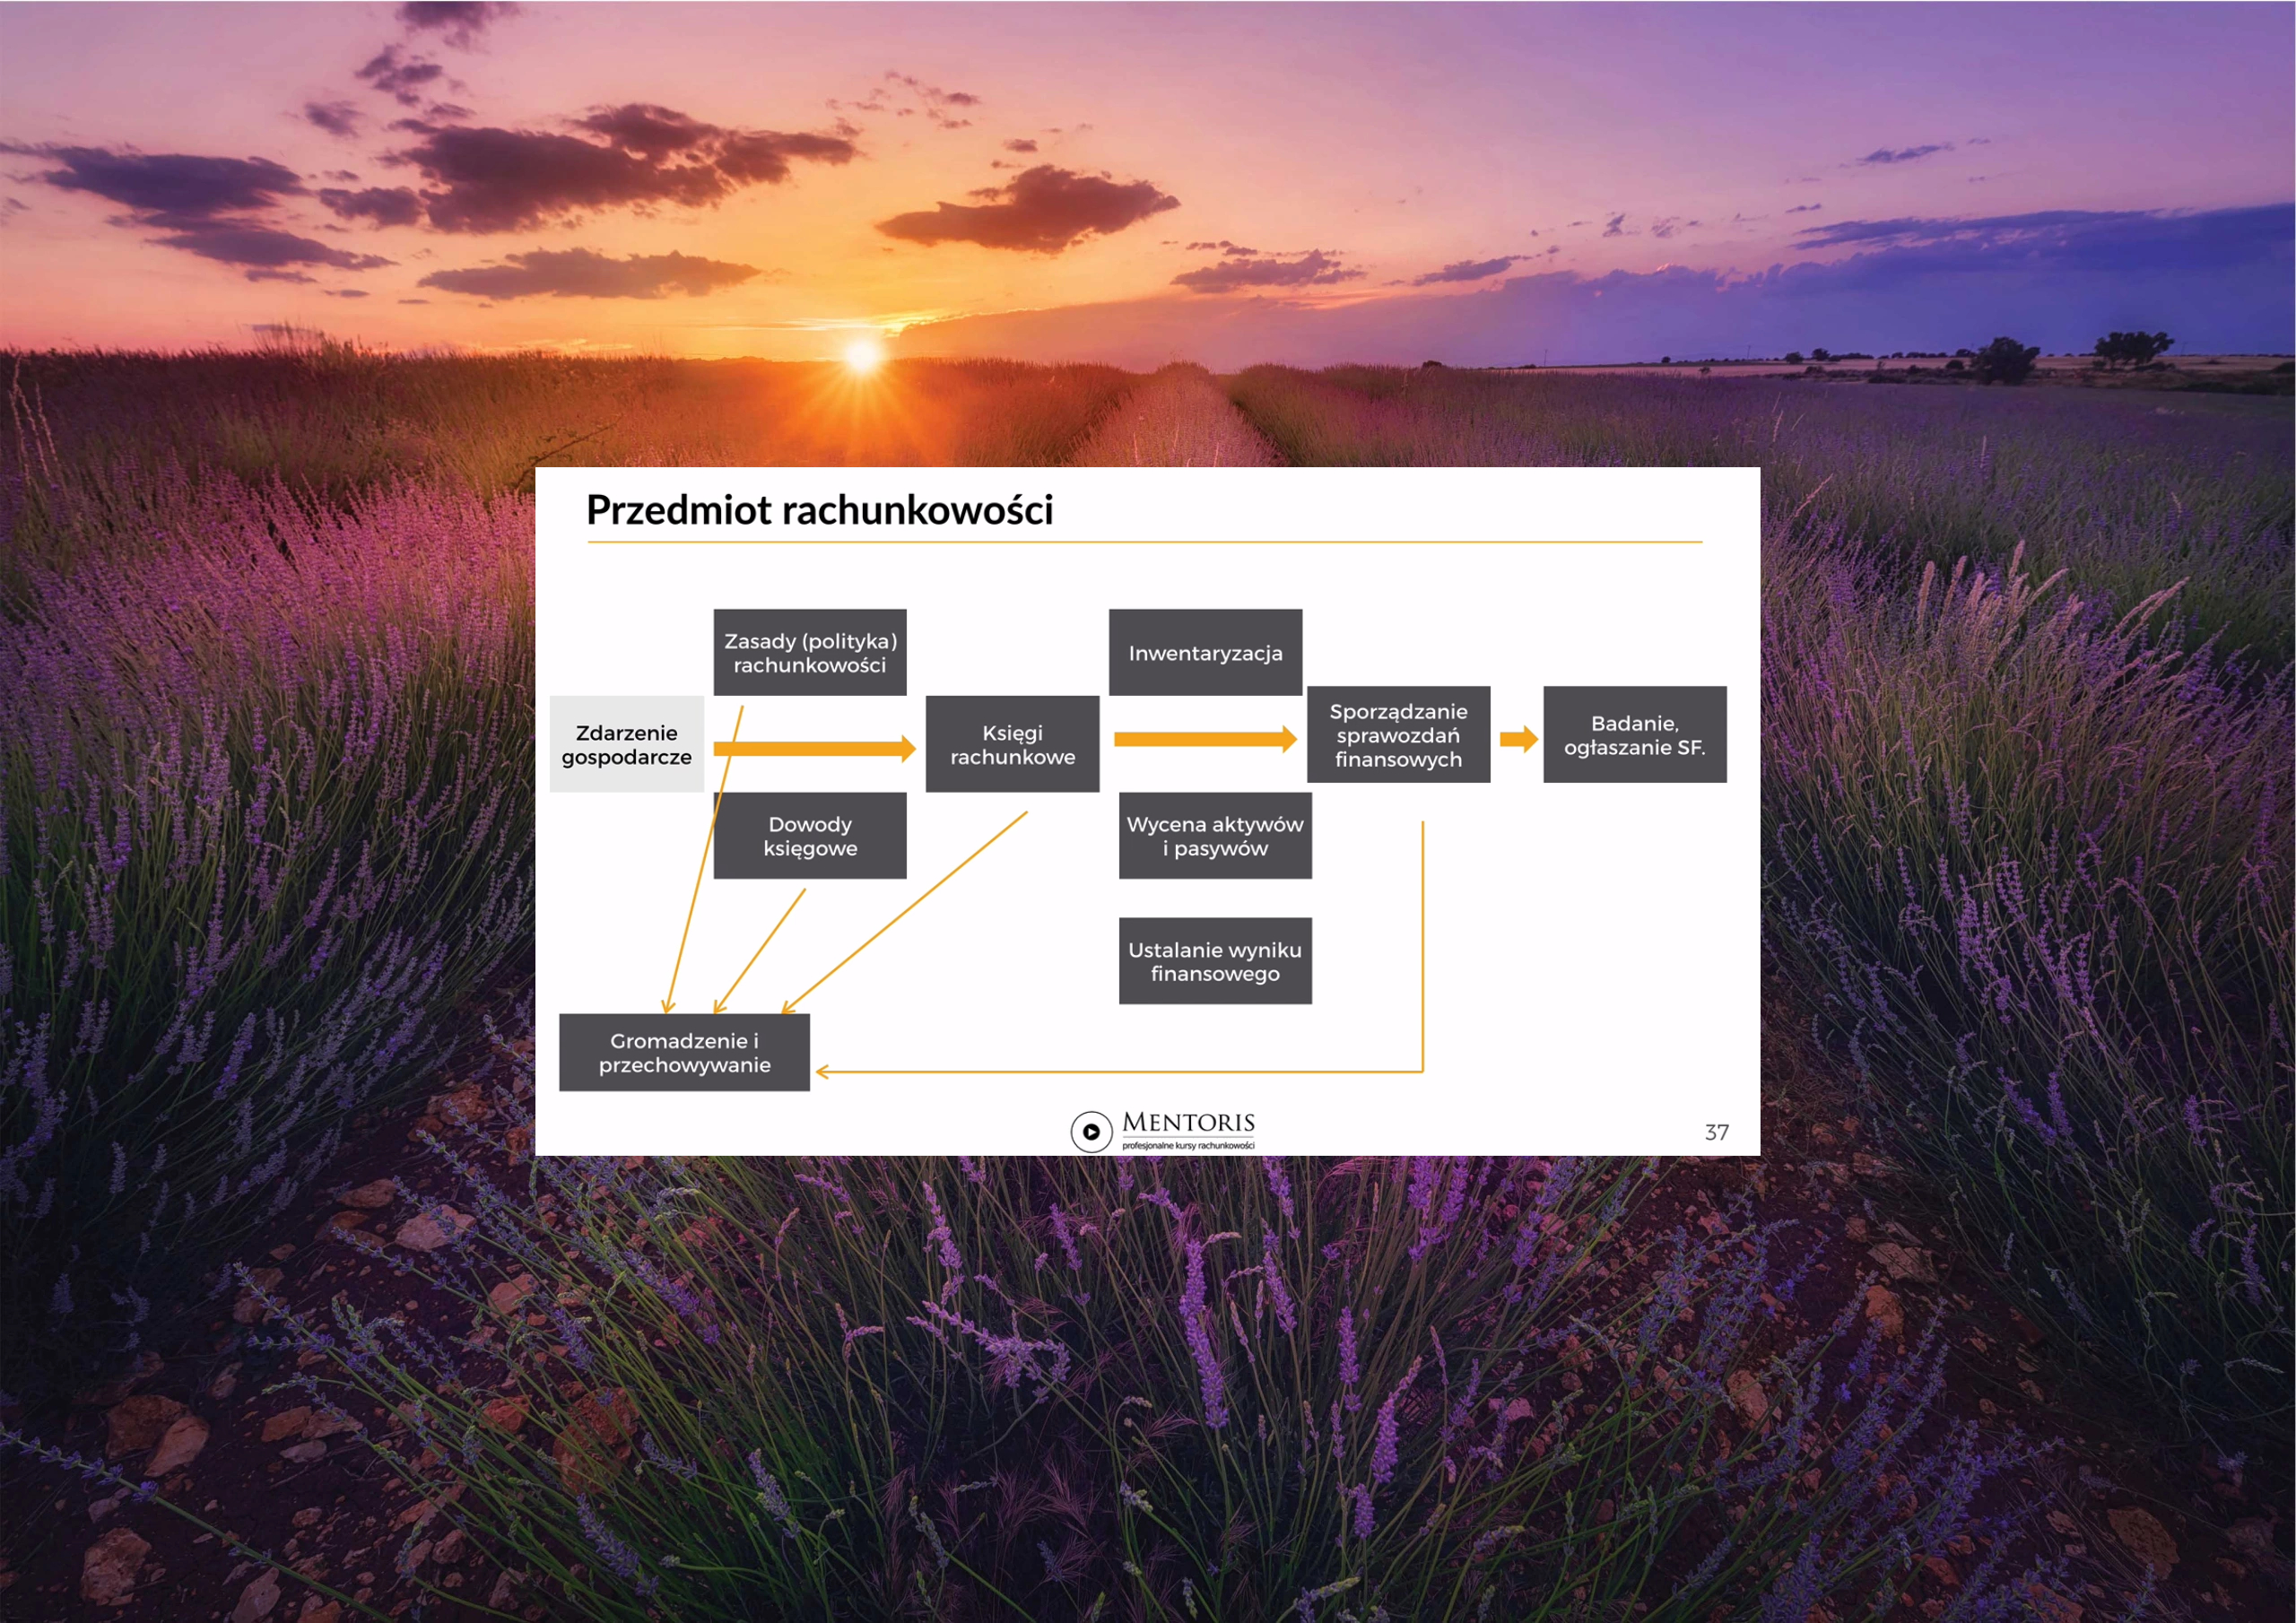 Przedmiot rachunkowości
Zasady (polityka)
rachunkowości
Inwentaryzacja
Zdarzenie
gospodarcze
Księgi
rachunkowe
Sporządzanie
sprawozdań
finansowych
Badanie,
ogłaszanie SF.
Dowody
księgowe
Wycena aktywów
i pasywów
Ustalanie wyniku
finansowego
Gromadzenie i
przechowywanie
MENTORIS
profesjonalne kursy rachunkowości
37